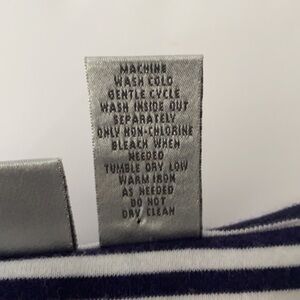 MACHINE
WASH COLD
GENTLE CYCLE
WASH INSIDE OUT
SEPARATELY
ONLY NON-CHLORINE
BLEACH WHEN
NEEDED
TUMBLE DRY LOW
WARM IRON
AS NEEDED
DO NOT
DRY CLEAN